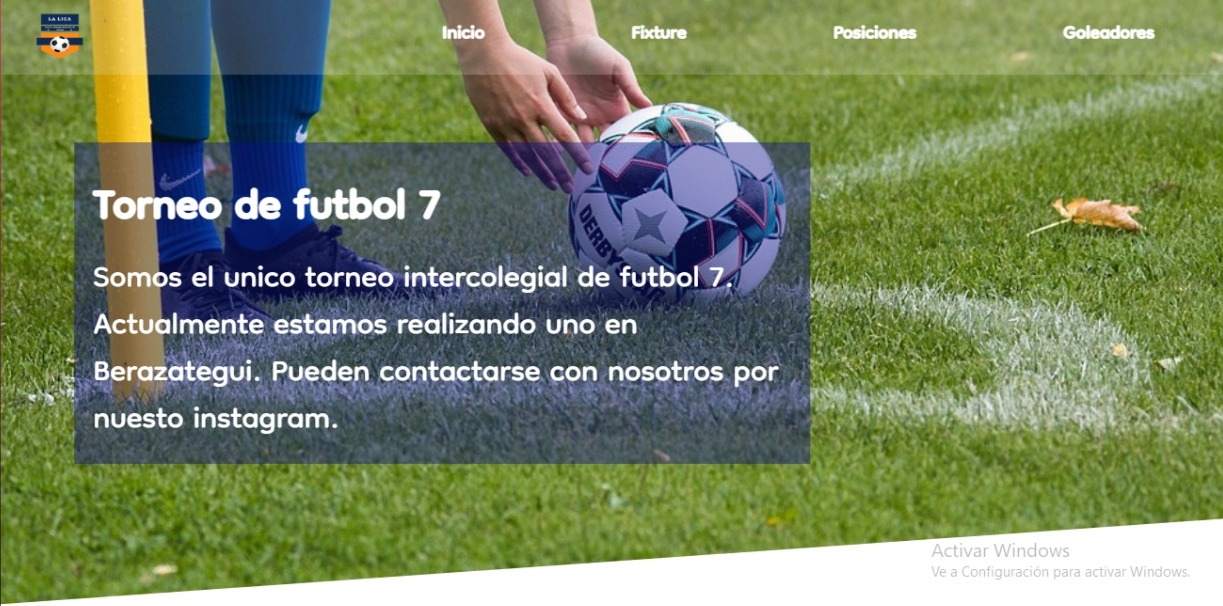 LA LIGA
Inicio
Fixture
Posiciones
Goleadores
Torneo de futbol 7
Somos el unico torneo intercolegial de futbol 7.
Actualmente estamos realizando uno en
Berazategui. Pueden contactarse con nosotros por
nuesto instagram.
DERBY
Activar Windows
Ve a Configuración para activar Windows.